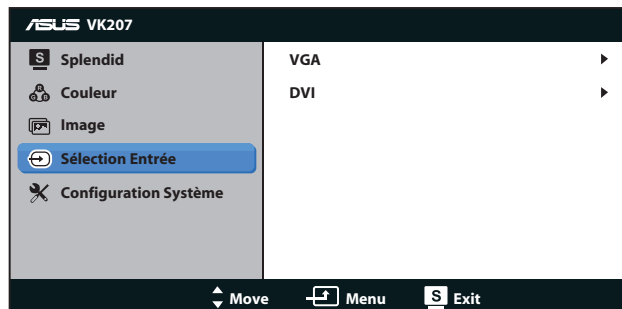 ASUS VK207
S Splendid
R G B Couleur
Image
Sélection Entrée
Configuration Système
VGA
DVI
Move Menu S Exit